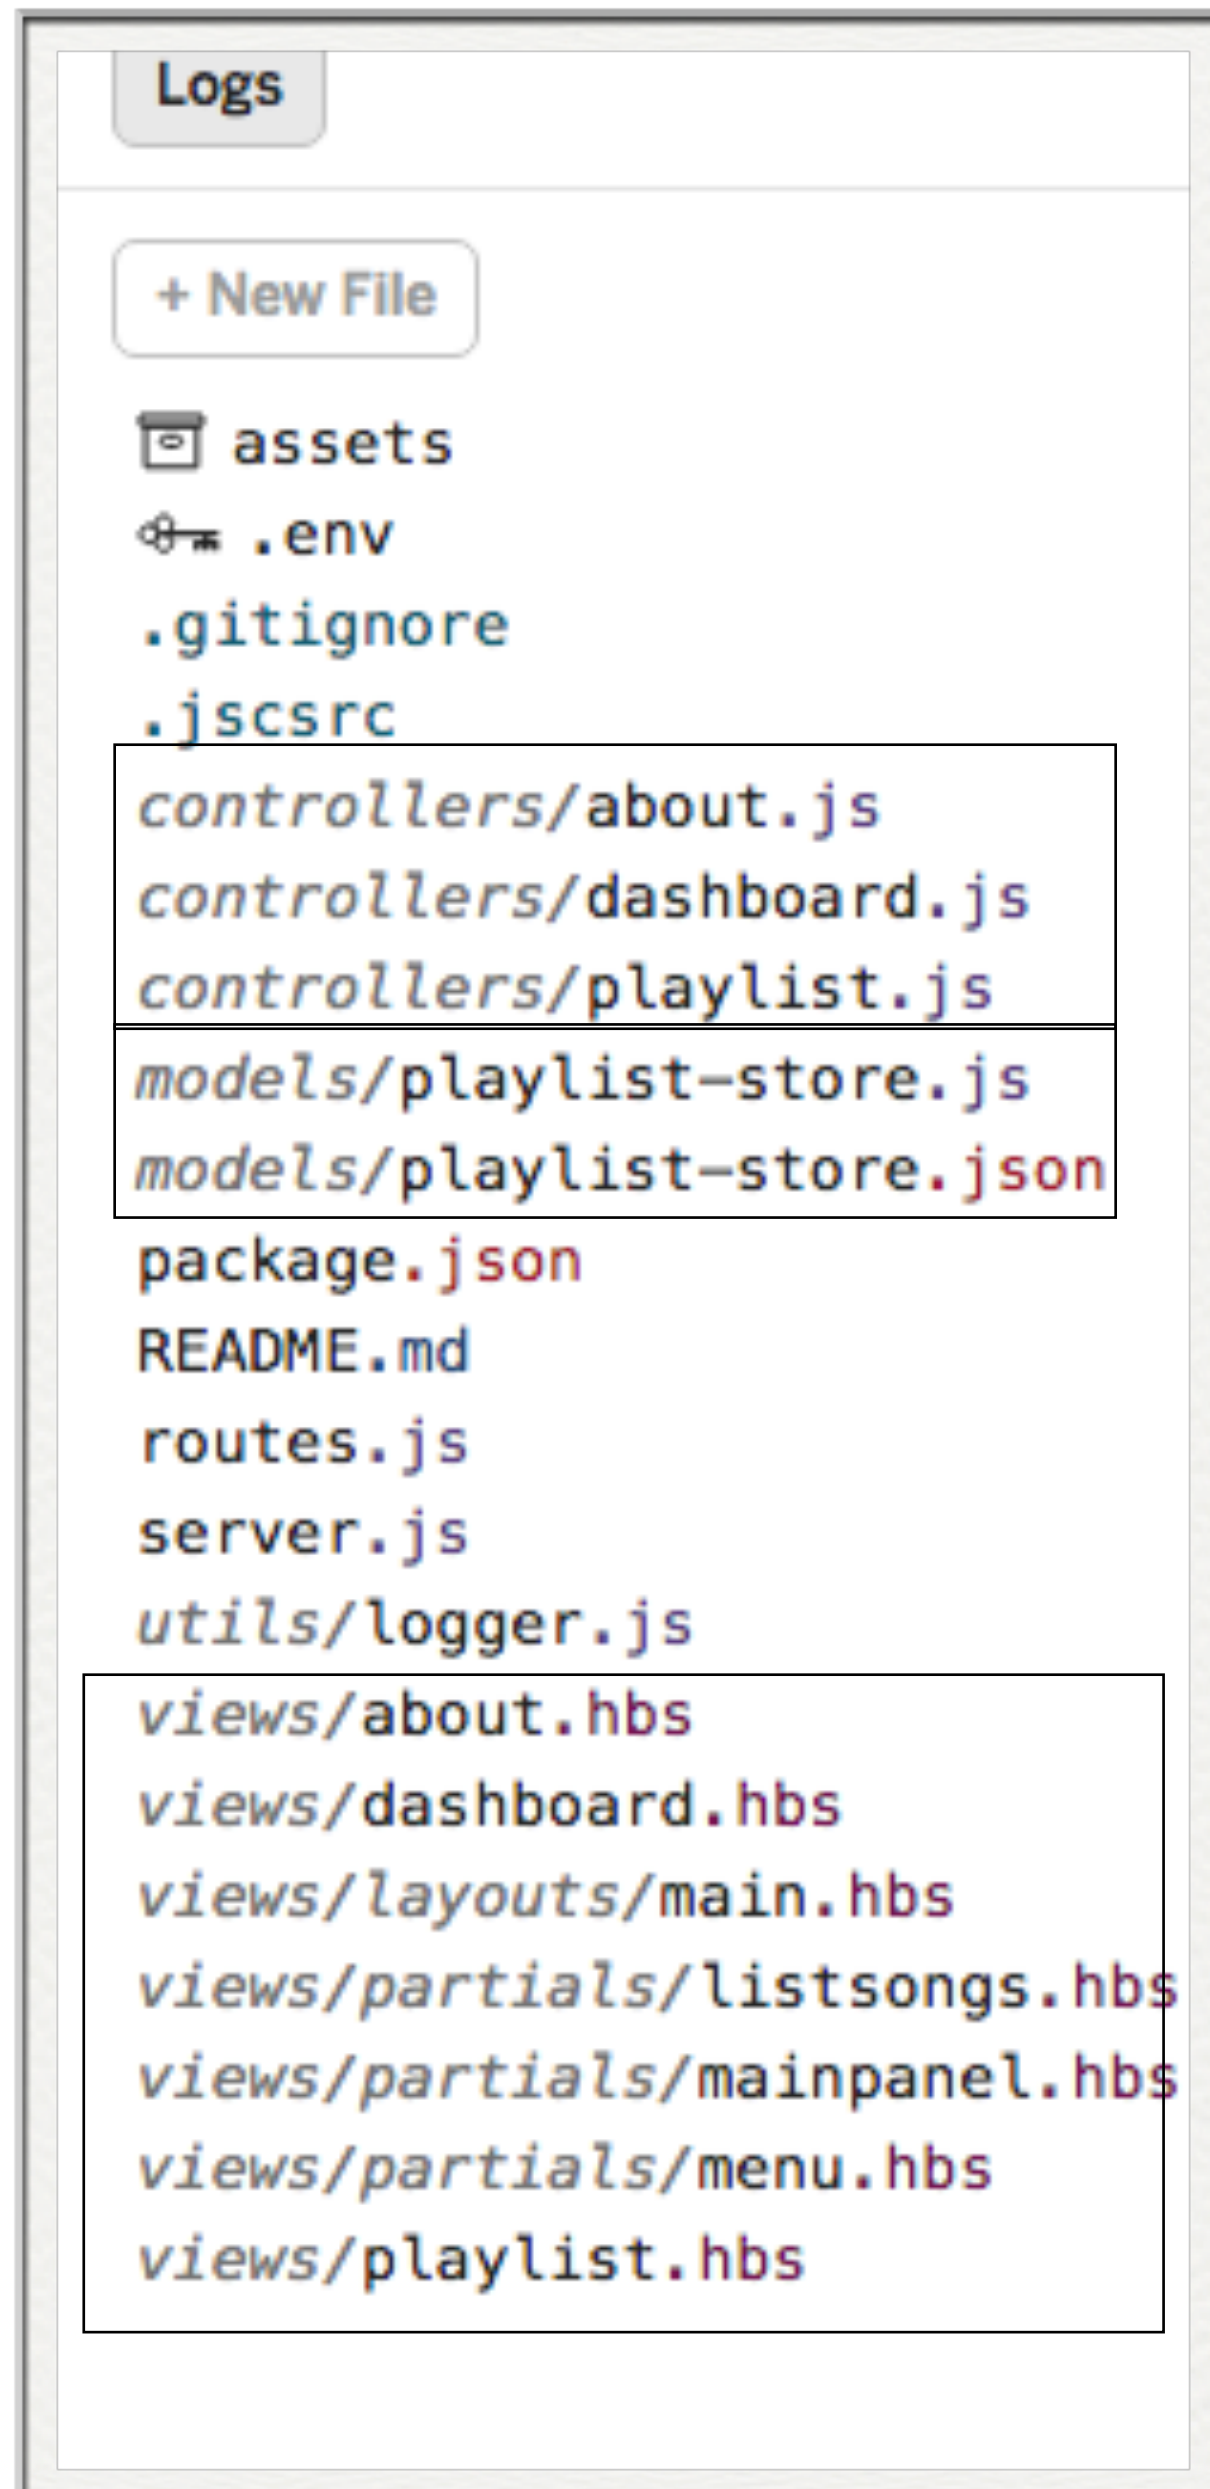 Logs
+ New File
assets
.env
.gitignore
.jscsrc
controllers/about.js
controllers/dashboard.js
controllers/playlist.js
models/playlist-store.js
models/playlist-store.json
package.json
README.md
routes.js
server.js
utils/logger.js
views/about.hbs
views/dashboard.hbs
views/layouts/main.hbs
views/partials/listsongs.hbs
views/partials/mainpanel.hbs
views/partials/menu.hbs
views/playlist.hbs